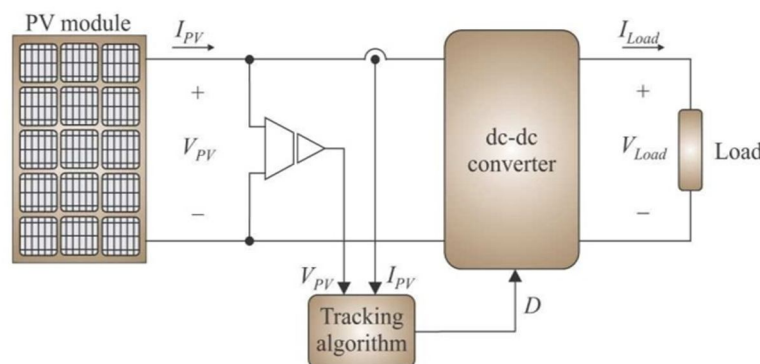 PV module
I_PV
I_Load
+
+
V_PV
dc-dc
converter
V_Load
Load
−
−
V_PV
I_PV
D
Tracking
algorithm